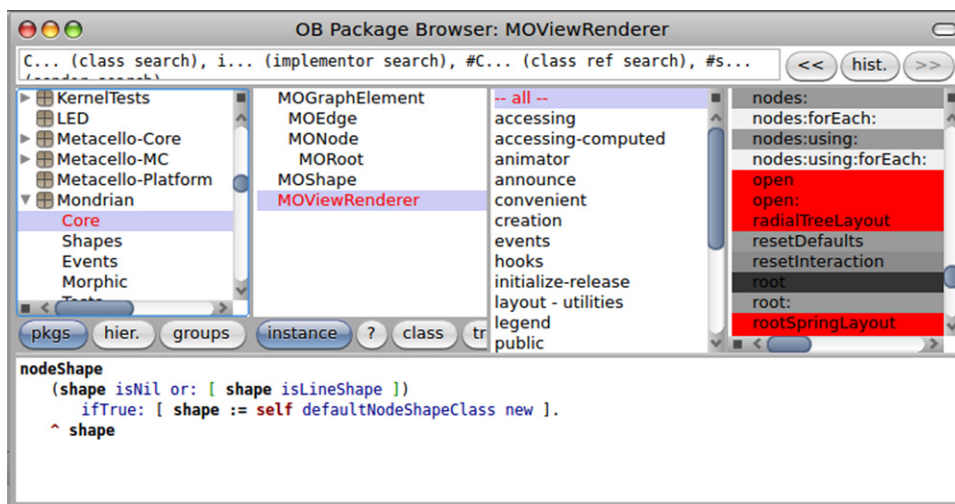 OB Package Browser: MOViewRenderer
C... (class search), i... (implementor search), #C... (class ref search), #s...
<<
hist.
>>
KernelTests
LED
Metacello-Core
Metacello-MC
Metacello-Platform
Mondrian
Core
Shapes
Events
Morphic
Tests
MOGraphElement
MOEdge
MONode
MORoot
MOShape
MOViewRenderer
-- all --
accessing
accessing-computed
animator
announce
convenient
creation
events
hooks
initialize-release
layout - utilities
legend
public
nodes:
nodes:forEach:
nodes:using:
nodes:using:forEach:
open
open:
radialTreeLayout
resetDefaults
resetInteraction
root
root:
rootSpringLayout
pkgs
hier.
groups
instance
?
class
tr
nodeShape
(shape isNil or: [ shape isLineShape ])
ifTrue: [ shape := self defaultNodeShapeClass new ].
^ shape